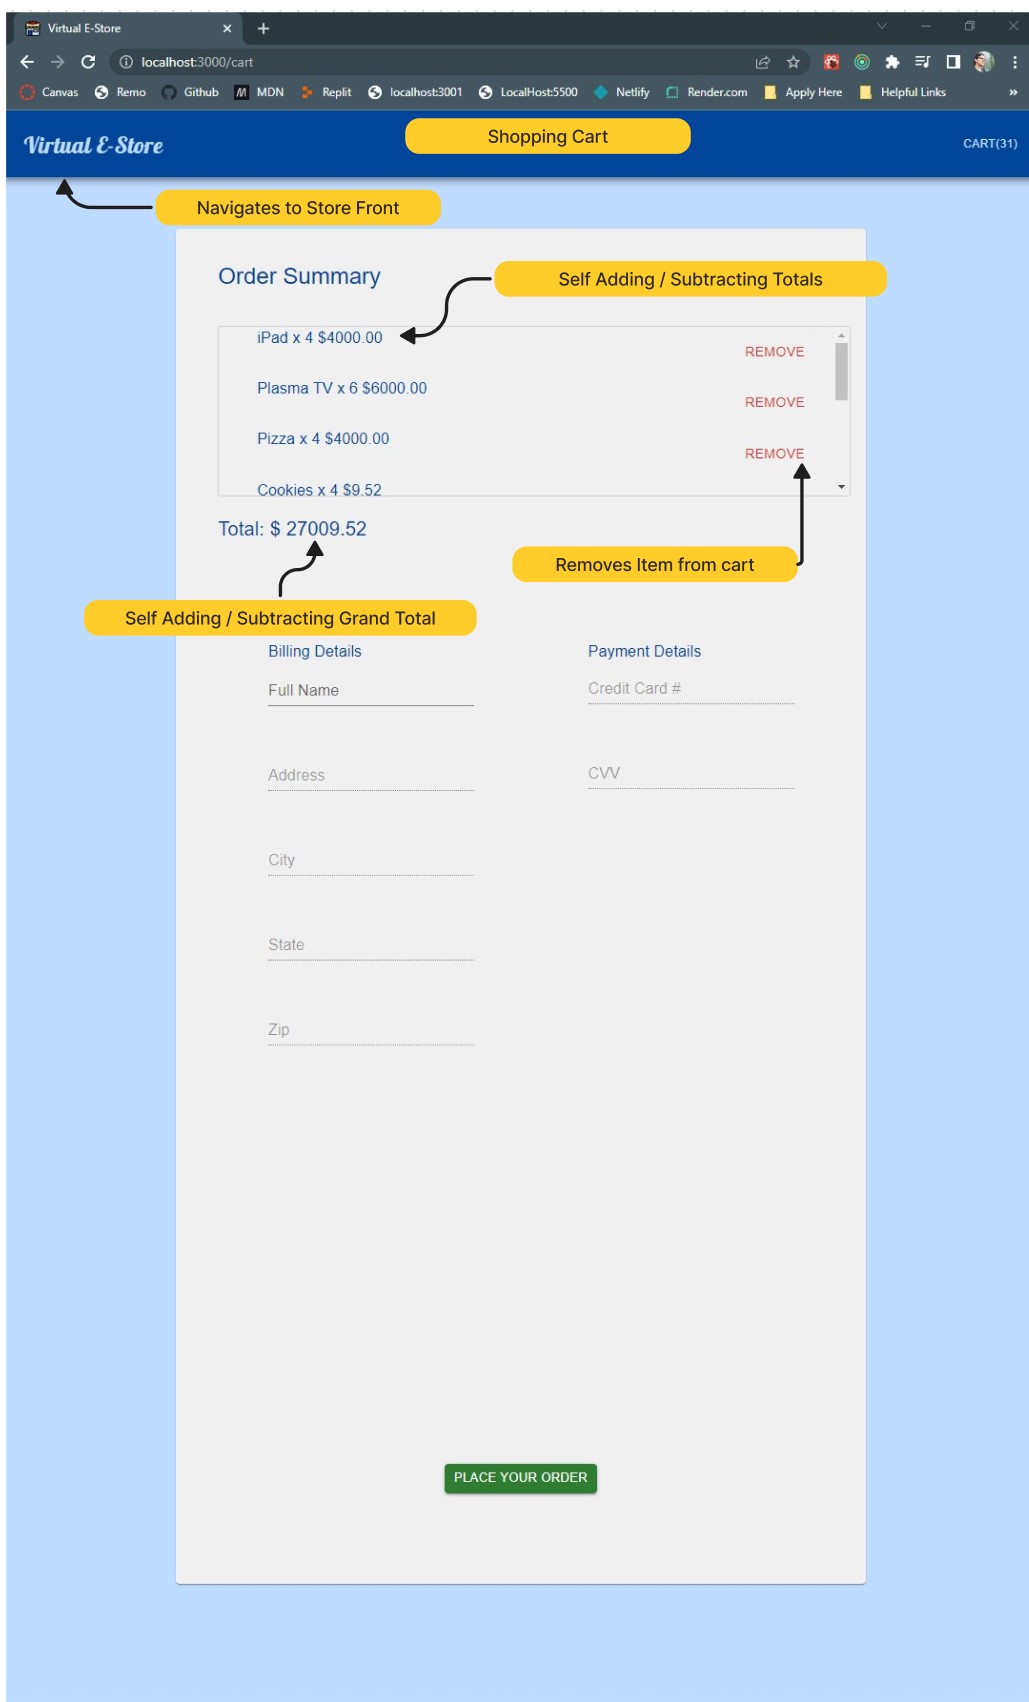 Virtual E-Store
localhost:3000/cart
Canvas Remo Github MDN Replit localhost:3001 LocalHost:5500 Netlify Render.com Apply Here Helpful Links »
Virtual E-Store
Shopping Cart
CART(31)
Navigates to Store Front
Order Summary
Self Adding / Subtracting Totals
iPad x 4 $4000.00
REMOVE
Plasma TV x 6 $6000.00
REMOVE
Pizza x 4 $4000.00
REMOVE
Cookies x 4 $9.52
Total: $ 27009.52
Removes Item from cart
Self Adding / Subtracting Grand Total
Billing Details
Payment Details
Full Name
Credit Card #
Address
CVV
City
State
Zip
PLACE YOUR ORDER